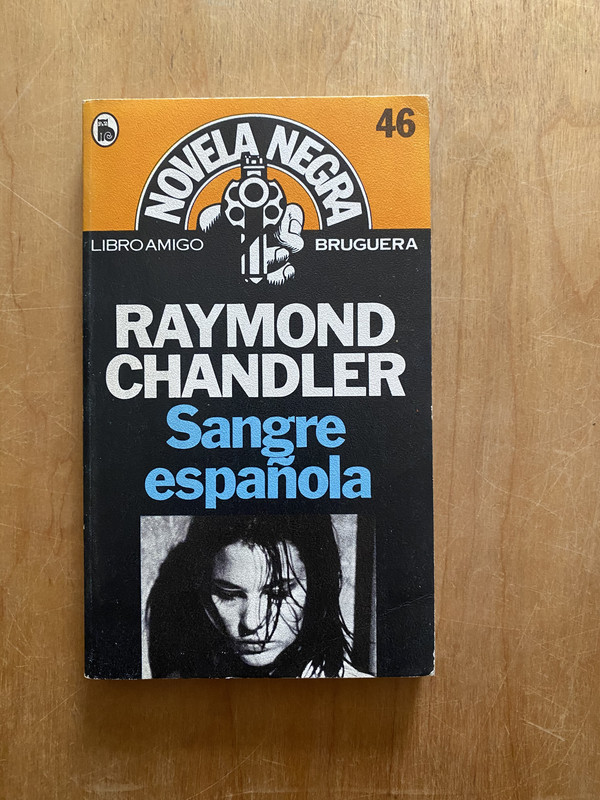 46
NOVELA NEGRA
LIBRO AMIGO
BRUGUERA
RAYMOND
CHANDLER
Sangre
española